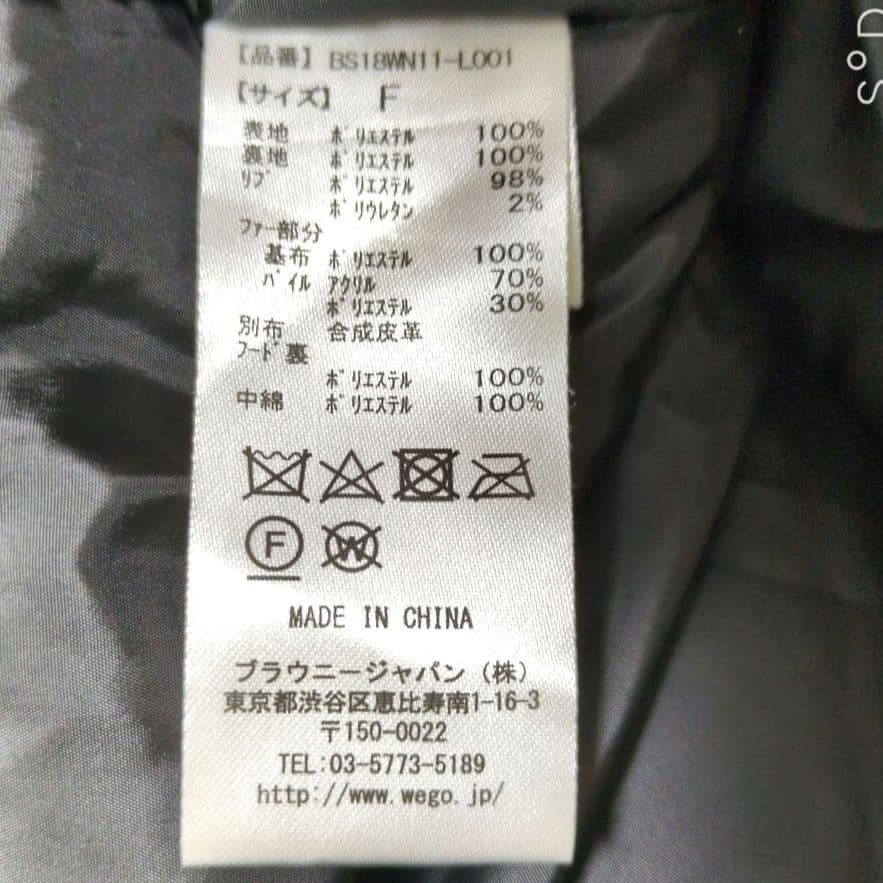 【品番】 BS18WN11-L001
【サイズ】 F
表地 ポリエステル 100%
裏地 ポリエステル 100%
リブ ポリエステル 98%
ポリウレタン 2%
ファー部分
基布 ポリエステル 100%
パイル アクリル 70%
ポリエステル 30%
別布 合成皮革
フード裏
ポリエステル 100%
中綿 ポリエステル 100%
F
W
MADE IN CHINA
ブラウニージャパン（株）
東京都渋谷区恵比寿南1-16-3
〒150-0022
TEL:03-5773-5189
http://www.wego.jp/